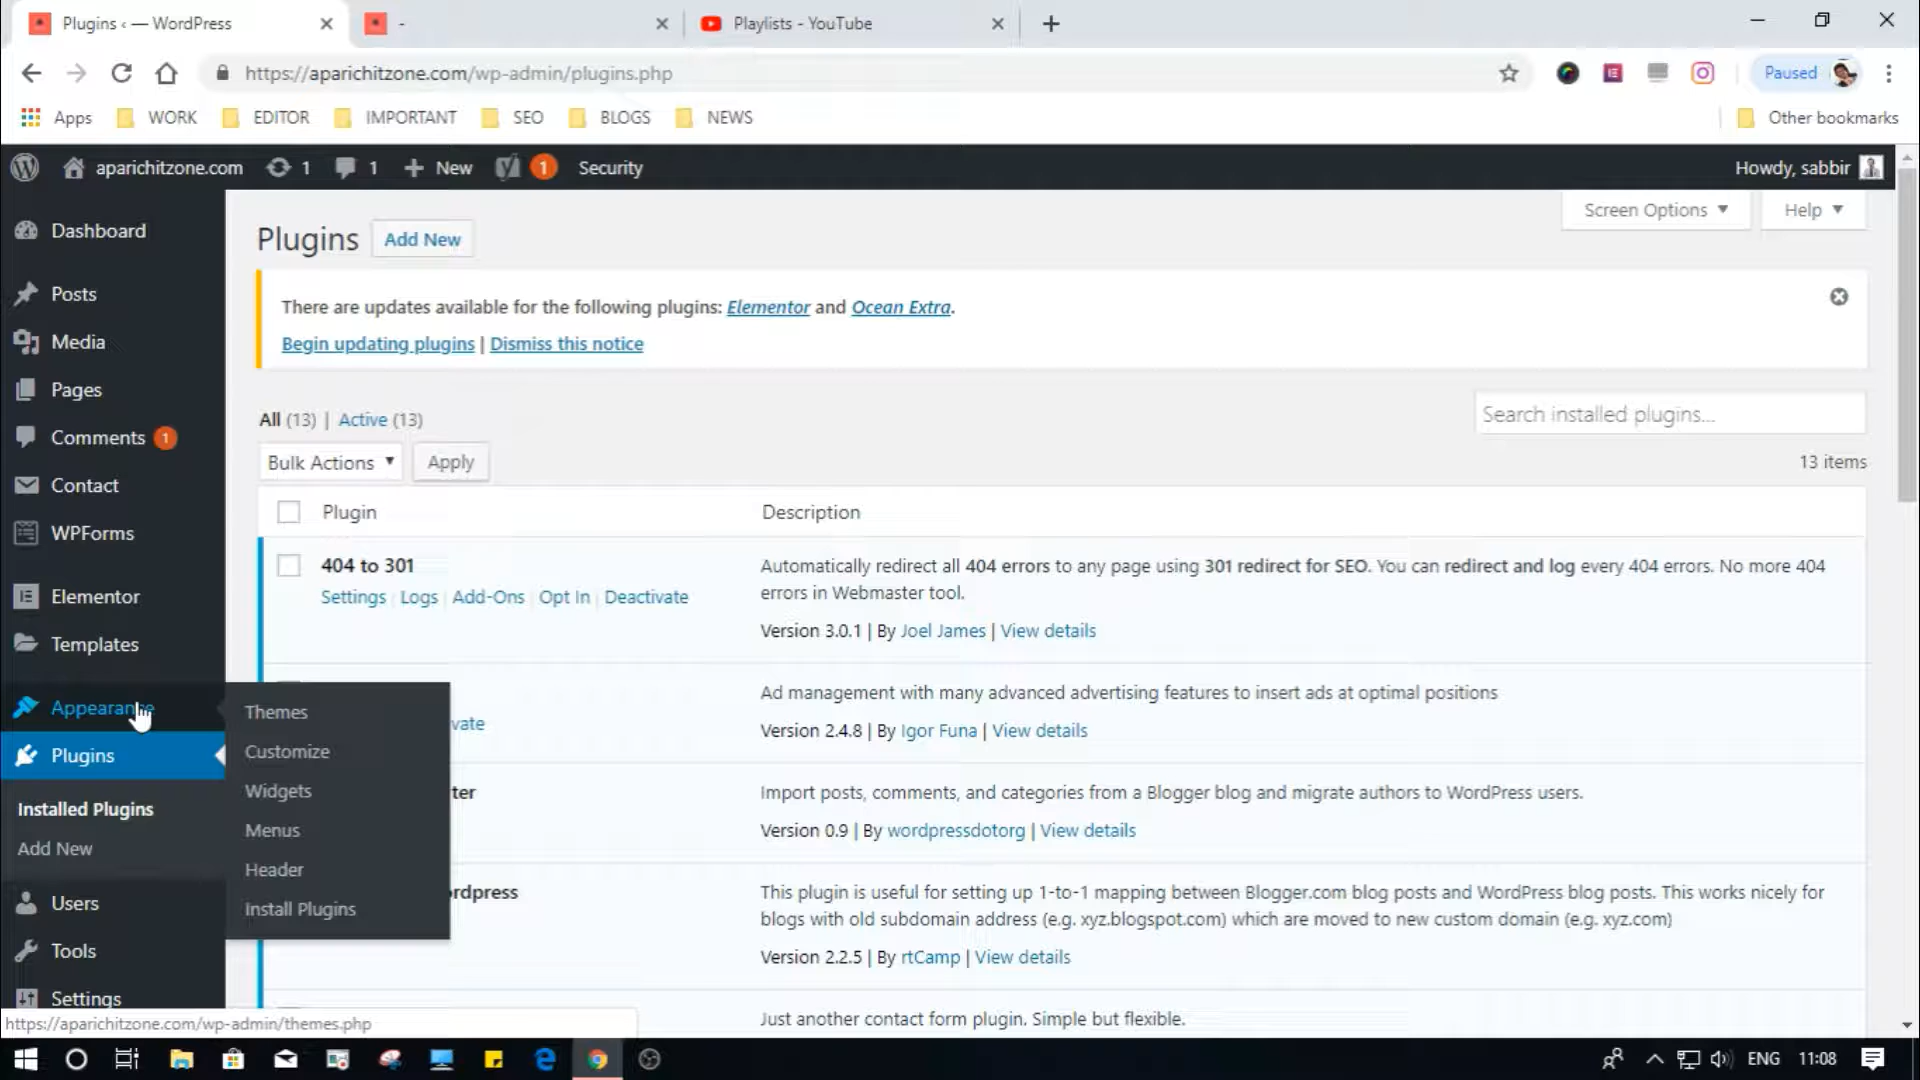 Plugins ‹ — WordPress
-
Playlists - YouTube
https://aparichitzone.com/wp-admin/plugins.php
Paused
Apps
WORK
EDITOR
IMPORTANT
SEO
BLOGS
NEWS
Other bookmarks
aparichitzone.com
1
1
+ New
1
Security
Howdy, sabbir
Screen Options ▼
Help ▼
Dashboard
Posts
Media
Pages
Comments 1
Contact
WPForms
Elementor
Templates
Appearance
Plugins
Installed Plugins
Add New
Users
Tools
Settings
Themes
Customize
Widgets
Menus
Header
Install Plugins
Plugins
Add New
There are updates available for the following plugins: Elementor and Ocean Extra.
Begin updating plugins | Dismiss this notice
All (13) | Active (13)
Search installed plugins...
Bulk Actions ▼
Apply
13 items
Plugin
Description
404 to 301
Settings | Logs | Add-Ons | Opt In | Deactivate
Automatically redirect all 404 errors to any page using 301 redirect for SEO. You can redirect and log every 404 errors. No more 404
errors in Webmaster tool.
Version 3.0.1 | By Joel James | View details
vate
Ad management with many advanced advertising features to insert ads at optimal positions
Version 2.4.8 | By Igor Funa | View details
ter
Import posts, comments, and categories from a Blogger blog and migrate authors to WordPress users.
Version 0.9 | By wordpressdotorg | View details
rdpress
This plugin is useful for setting up 1-to-1 mapping between Blogger.com blog posts and WordPress blog posts. This works nicely for
blogs with old subdomain address (e.g. xyz.blogspot.com) which are moved to new custom domain (e.g. xyz.com)
Version 2.2.5 | By rtCamp | View details
Just another contact form plugin. Simple but flexible.
https://aparichitzone.com/wp-admin/themes.php
ENG
11:08